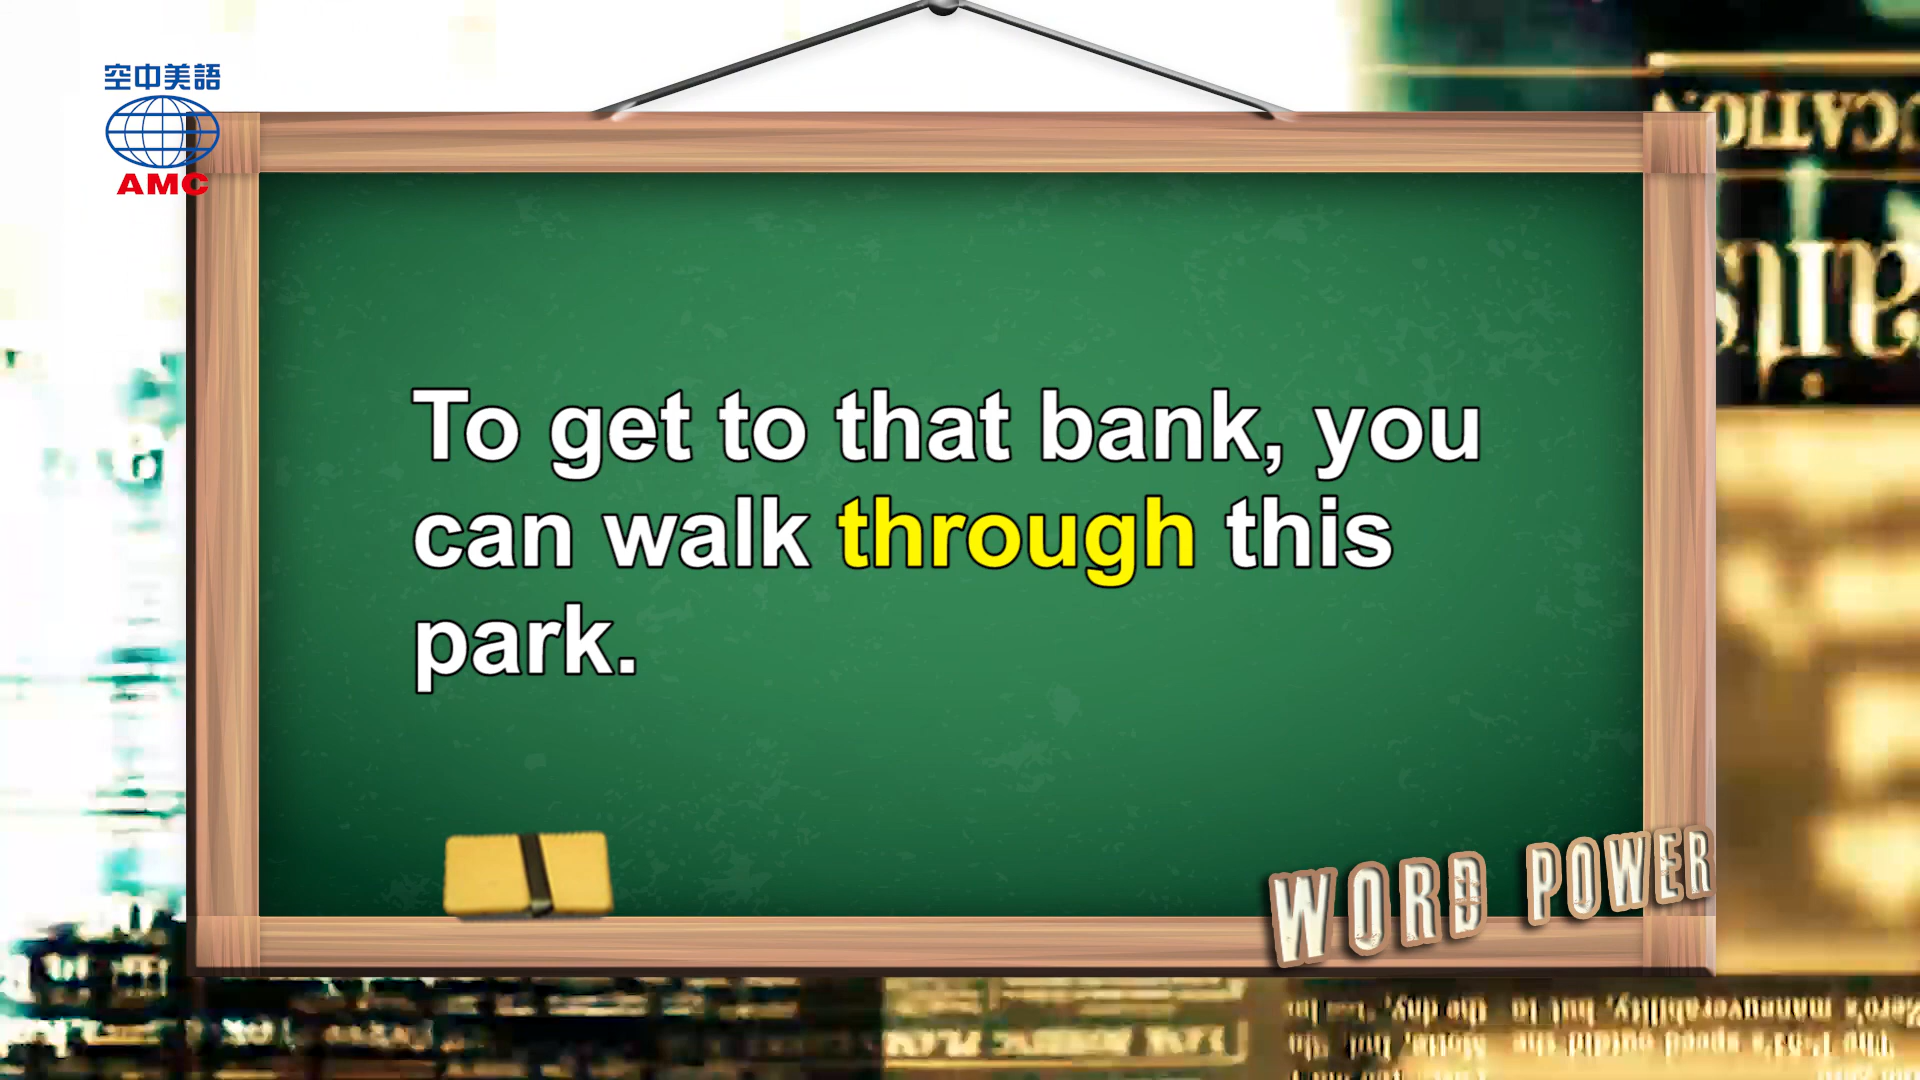 空中美語
AMC
To get to that bank, you
can walk through this
park.
WORD POWER